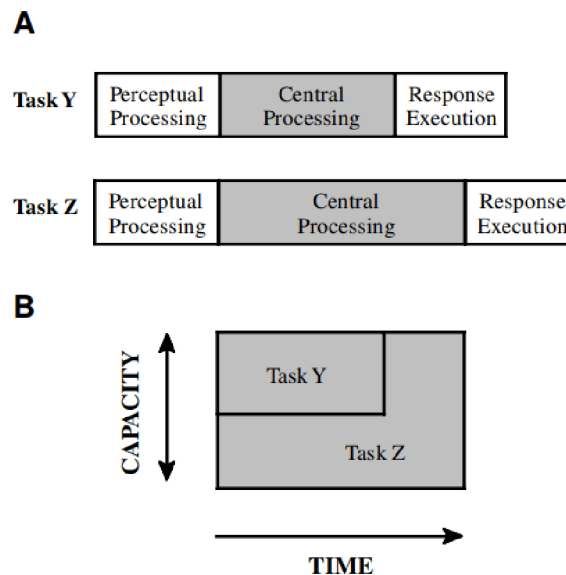 A
Task Y
Perceptual
Processing
Central
Processing
Response
Execution
Task Z
Perceptual
Processing
Central
Processing
Response
Execution
B
CAPACITY
Task Y
Task Z
TIME